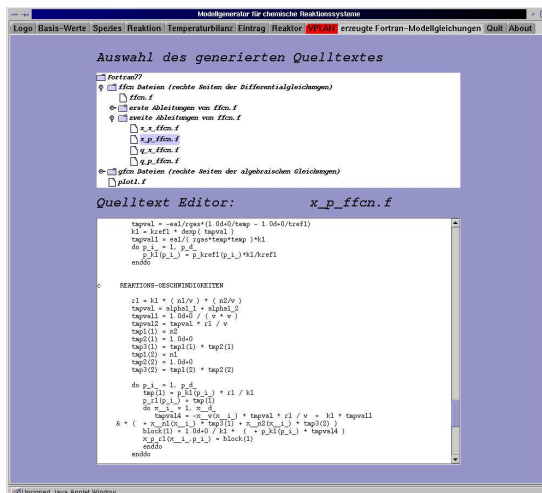 Modellgenerator für chemische Reaktionssysteme
Logo Basis-Werte Spezies Reaktion Temperaturbilanz Eintrag Reaktor VPLAN erzeugte Fortran-Modellgleichungen Quit About
Auswahl des generierten Quelltextes
Fortran77
ffcn Dateien (rechte Seiten der Differentialgleichungen)
ffcn.f
erste Ableitungen von ffcn.f
zweite Ableitungen von ffcn.f
x_x_ffcn.f
x_p_ffcn.f
q_x_ffcn.f
q_p_ffcn.f
gfcn Dateien (rechte Seiten der algebraischen Gleichungen)
plot1.f
Quelltext Editor: x_p_ffcn.f
tmpval = -ea1/rgas*(1.0d+0/temp - 1.0d+0/tref1)
k1 = kref1 * dexp( tmpval )
tmpval1 = ea1/( rgas*temp*temp )*k1
do p_i_ = 1, p_d_
p_k1(p_i_) = p_kref1(p_i_)*k1/kref1
enddo
c REAKTIONS-GESCHWINDIGKEITEN
r1 = k1 * ( n1/v ) * ( n2/v )
tmpval = alpha1_1 + alpha1_2
tmpval1 = 1.0d+0 / ( v * v )
tmpval2 = tmpval * r1 / v
tmp1(1) = n2
tmp2(1) = 1.0d+0
tmp3(1) = tmp1(1) * tmp2(1)
tmp1(2) = n1
tmp2(2) = 1.0d+0
tmp3(2) = tmp1(2) * tmp2(2)
do p_i_ = 1, p_d_
tmp(1) = p_k1(p_i_) * r1 / k1
p_r1(p_i_) = tmp(1)
do x__i_ = 1, x__d_
tmpval4 = -x__v(x__i_) * tmpval * r1 / v + k1 * tmpval1
& * ( + x__n1(x__i_) * tmp3(1) + x__n2(x__i_) * tmp3(2) )
block(1) = 1.0d+0 / k1 * ( + p_k1(p_i_) * tmpval4 )
x_p_r1(x__i_,p_i_) = block(1)
enddo
enddo
Unsigned Java Applet Window